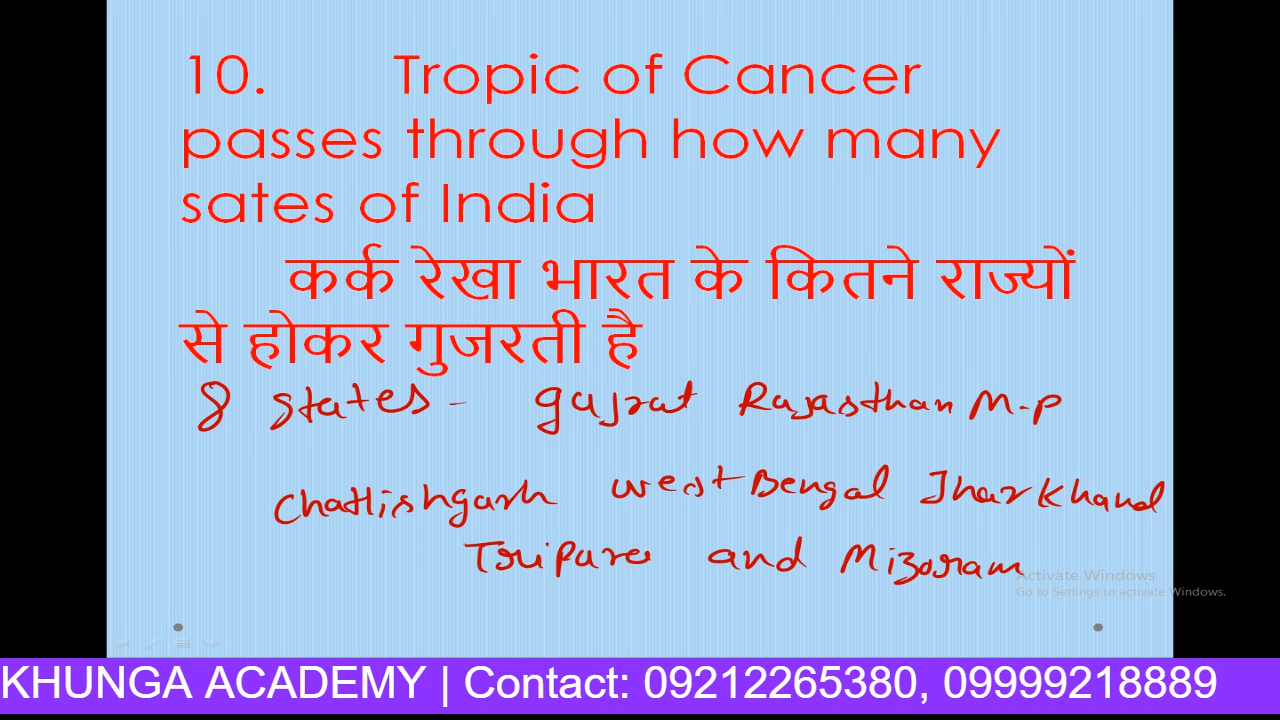 10. Tropic of Cancer
passes through how many
sates of India
कर्क रेखा भारत के कितने राज्यों
से होकर गुजरती है
8 states - gujrat Rajasthan M.P
Chattishgarh west Bengal Jharkhand
Tripura and Mizoram
Activate Windows
Go to Settings to activate Windows.
KHUNGA ACADEMY | Contact: 09212265380, 09999218889